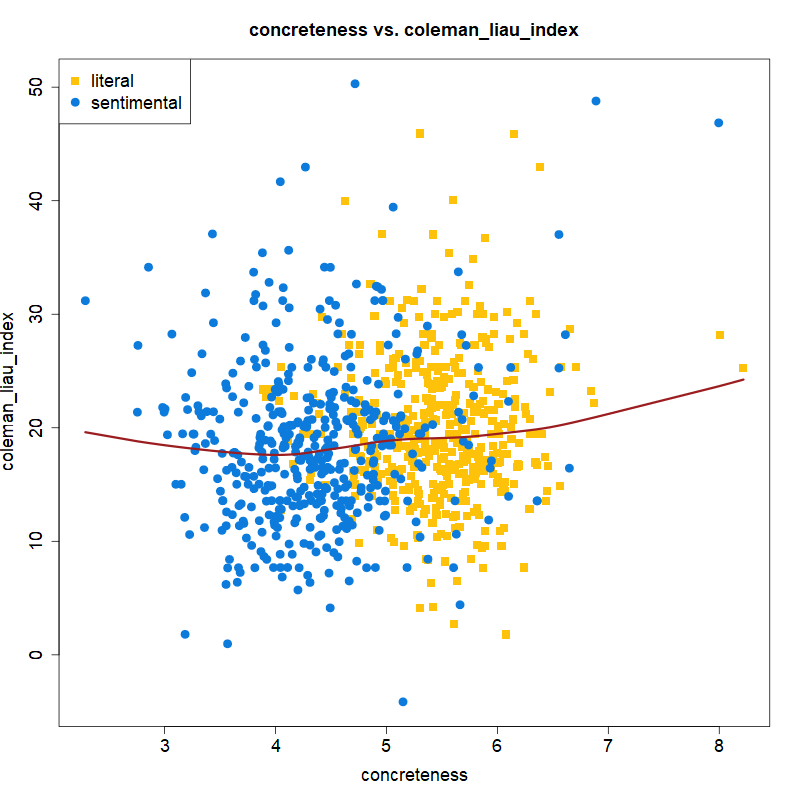 concreteness vs. coleman_liau_index
literal
sentimental
50
40
30
20
10
0
coleman_liau_index
3 4 5 6 7 8
concreteness